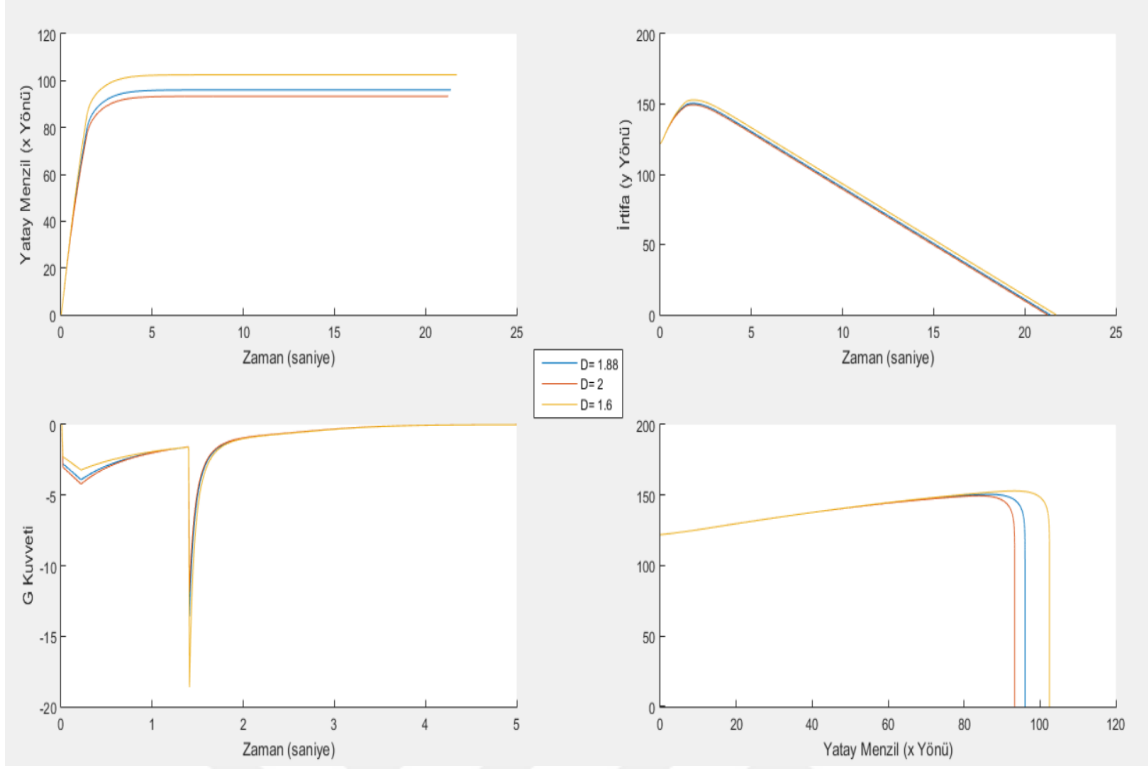 120
100
80
60
40
20
0
Yatay Menzil (x Yönü)
0 5 10 15 20 25
Zaman (saniye)
200
150
100
50
0
İrtifa (y Yönü)
0 5 10 15 20 25
Zaman (saniye)
D= 1.88
D= 2
D= 1.6
0
-5
-10
-15
-20
G Kuvveti
0 1 2 3 4 5
Zaman (saniye)
200
150
100
50
0
0 20 40 60 80 100 120
Yatay Menzil (x Yönü)